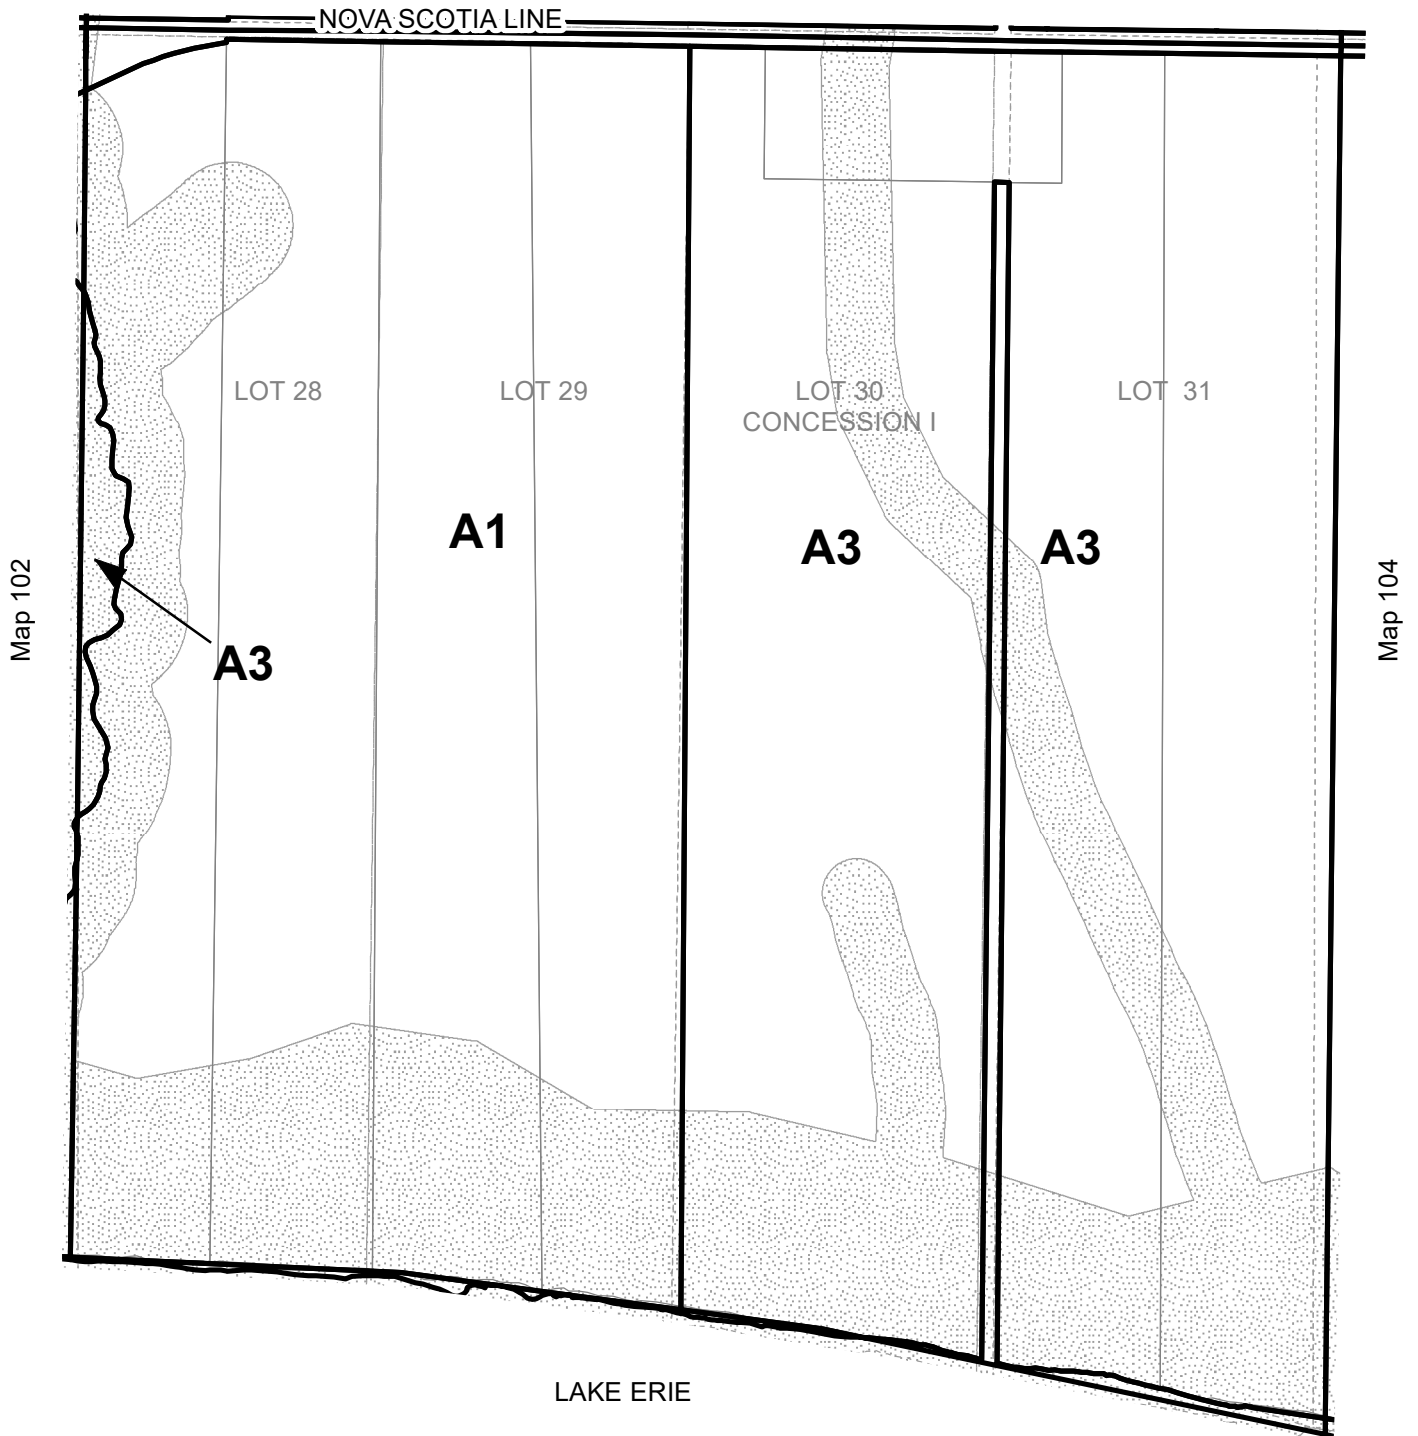 NOVA SCOTIA LINE
LOT 28
LOT 29
LOT 30
CONCESSION I
LOT 31
A1
A3
A3
Map 102
Map 104
A3
LAKE ERIE